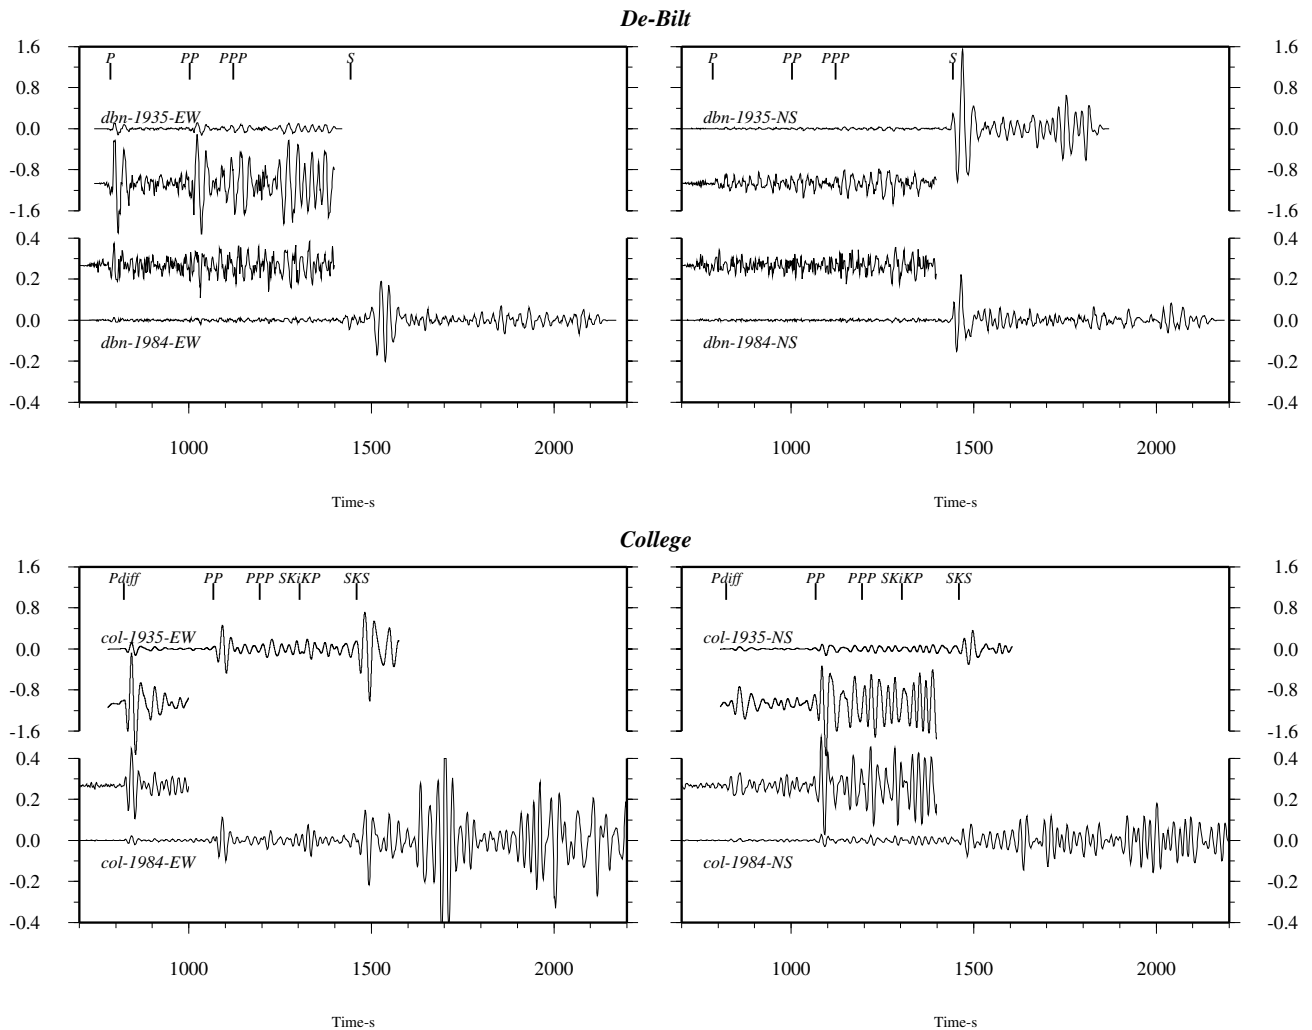 De-Bilt
1.6 P PP PPP S P PP PPP S 1.6
0.8 0.8
dbn-1935-EW dbn-1935-NS
0.0 0.0
-0.8 -0.8
-1.6 -1.6
0.4 0.4
0.2 0.2
0.0 0.0
dbn-1984-EW dbn-1984-NS
-0.2 -0.2
-0.4 -0.4
1000 1500 2000 1000 1500 2000
Time-s Time-s
College
1.6 1.6
Pdiff PP PPP SKiKP SKS Pdiff PP PPP SKiKP SKS
0.8 0.8
col-1935-EW col-1935-NS
0.0 0.0
-0.8 -0.8
-1.6 -1.6
0.4 0.4
0.2 0.2
0.0 0.0
col-1984-EW col-1984-NS
-0.2 -0.2
-0.4 -0.4
1000 1500 2000 1000 1500 2000
Time-s Time-s